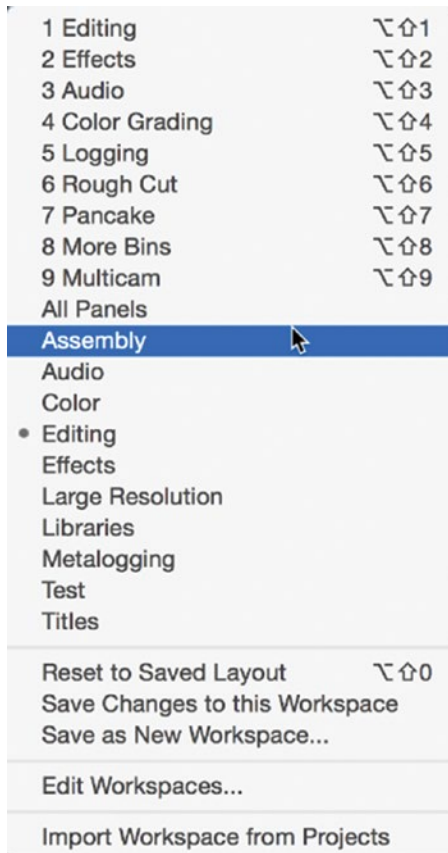 1 Editing ⌥⇧1
2 Effects ⌥⇧2
3 Audio ⌥⇧3
4 Color Grading ⌥⇧4
5 Logging ⌥⇧5
6 Rough Cut ⌥⇧6
7 Pancake ⌥⇧7
8 More Bins ⌥⇧8
9 Multicam ⌥⇧9
All Panels
Assembly
Audio
Color
• Editing
Effects
Large Resolution
Libraries
Metalogging
Test
Titles
Reset to Saved Layout ⌥⇧0
Save Changes to this Workspace
Save as New Workspace...
Edit Workspaces...
Import Workspace from Projects